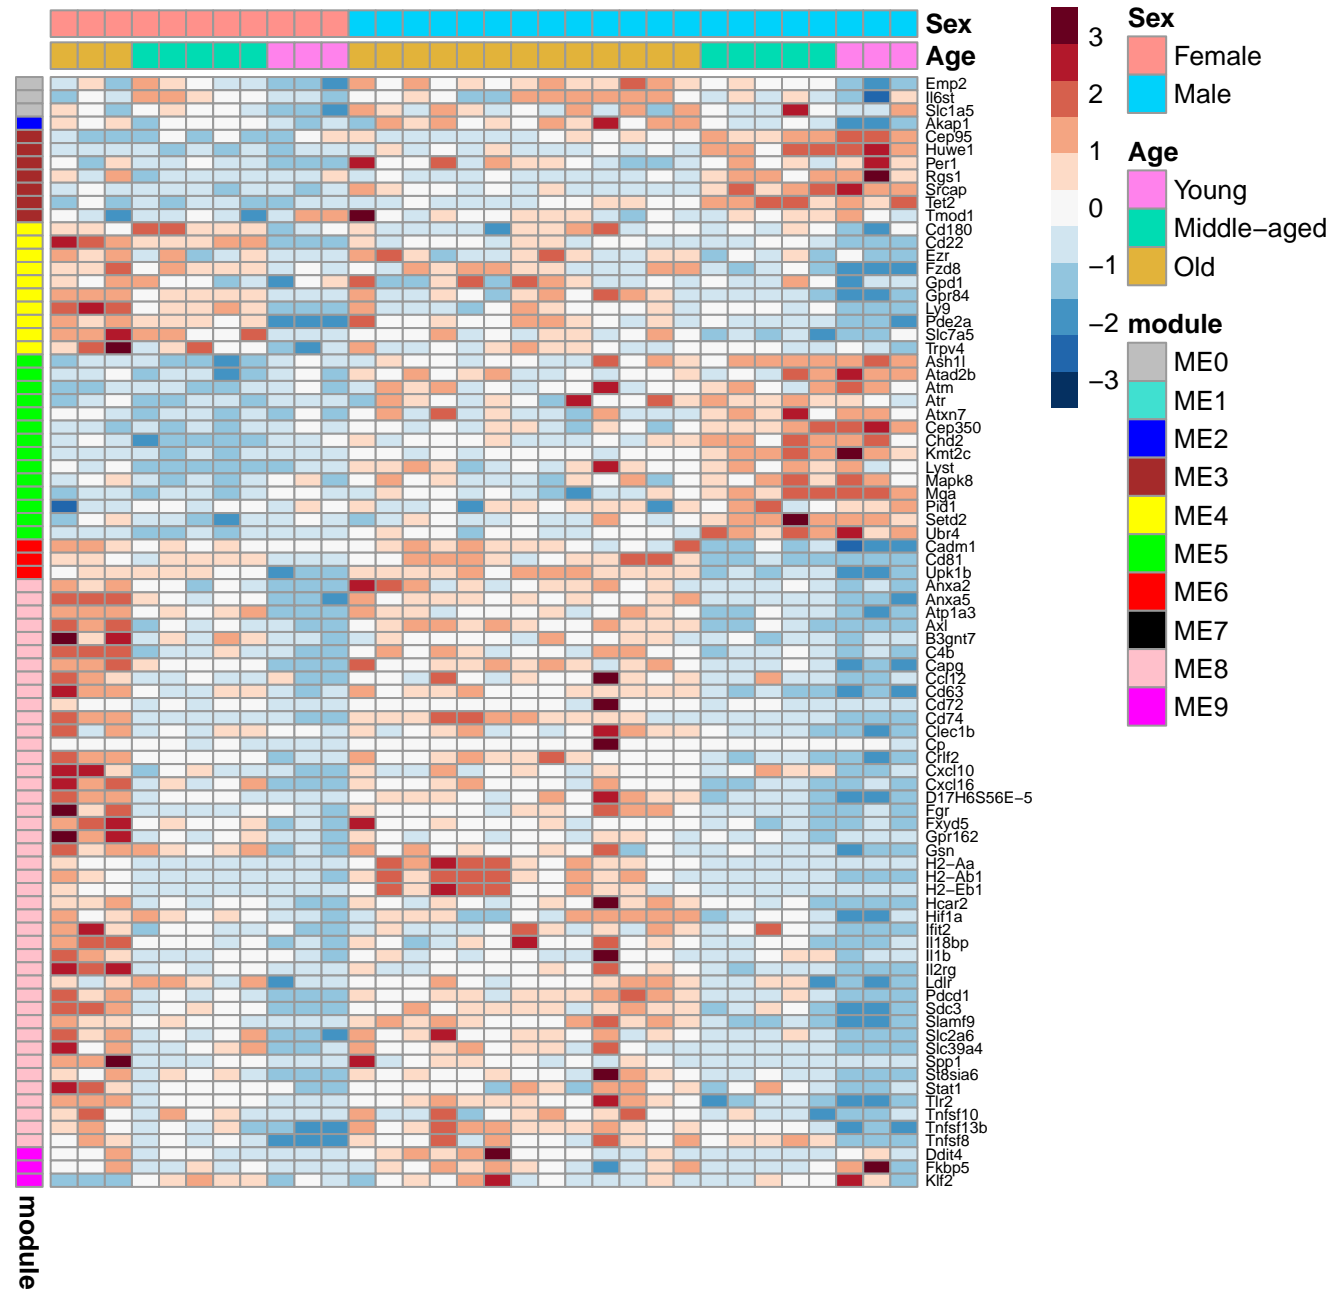 Sex
Age
Emp2
Il6st
Slc1a5
Akap1
Cep95
Huwe1
Per1
Rgs1
Srcap
Tet2
Tmod1
Cd180
Cd22
Ezr
Fzd8
Gpd1
Gpr84
Ly9
Pde2a
Slc7a5
Trpv4
Ash1l
Atad2b
Atm
Atr
Atxn7
Cep350
Chd2
Kmt2c
Lyst
Mapk8
Mga
Pid1
Setd2
Ubr4
Cadm1
Cd81
Upk1b
Anxa2
Anxa5
Atp1a3
Axl
B3gnt7
C4b
Capg
Ccl12
Cd63
Cd72
Cd74
Clec1b
Cp
Crlf2
Cxcl10
Cxcl16
D17H6S56E−5
Fgr
Fxyd5
Gpr162
Gsn
H2−Aa
H2−Ab1
H2−Eb1
Hcar2
Hif1a
Ifit2
Il18bp
Il1b
Il2rg
Ldlr
Pdcd1
Sdc3
Slamf9
Slc2a6
Slc39a4
Spp1
St8sia6
Stat1
Tlr2
Tnfsf10
Tnfsf13b
Tnfsf8
Ddit4
Fkbp5
Klf2
module
3
2
1
0
−1
−2
−3
Sex
Female
Male
Age
Young
Middle−aged
Old
module
ME0
ME1
ME2
ME3
ME4
ME5
ME6
ME7
ME8
ME9